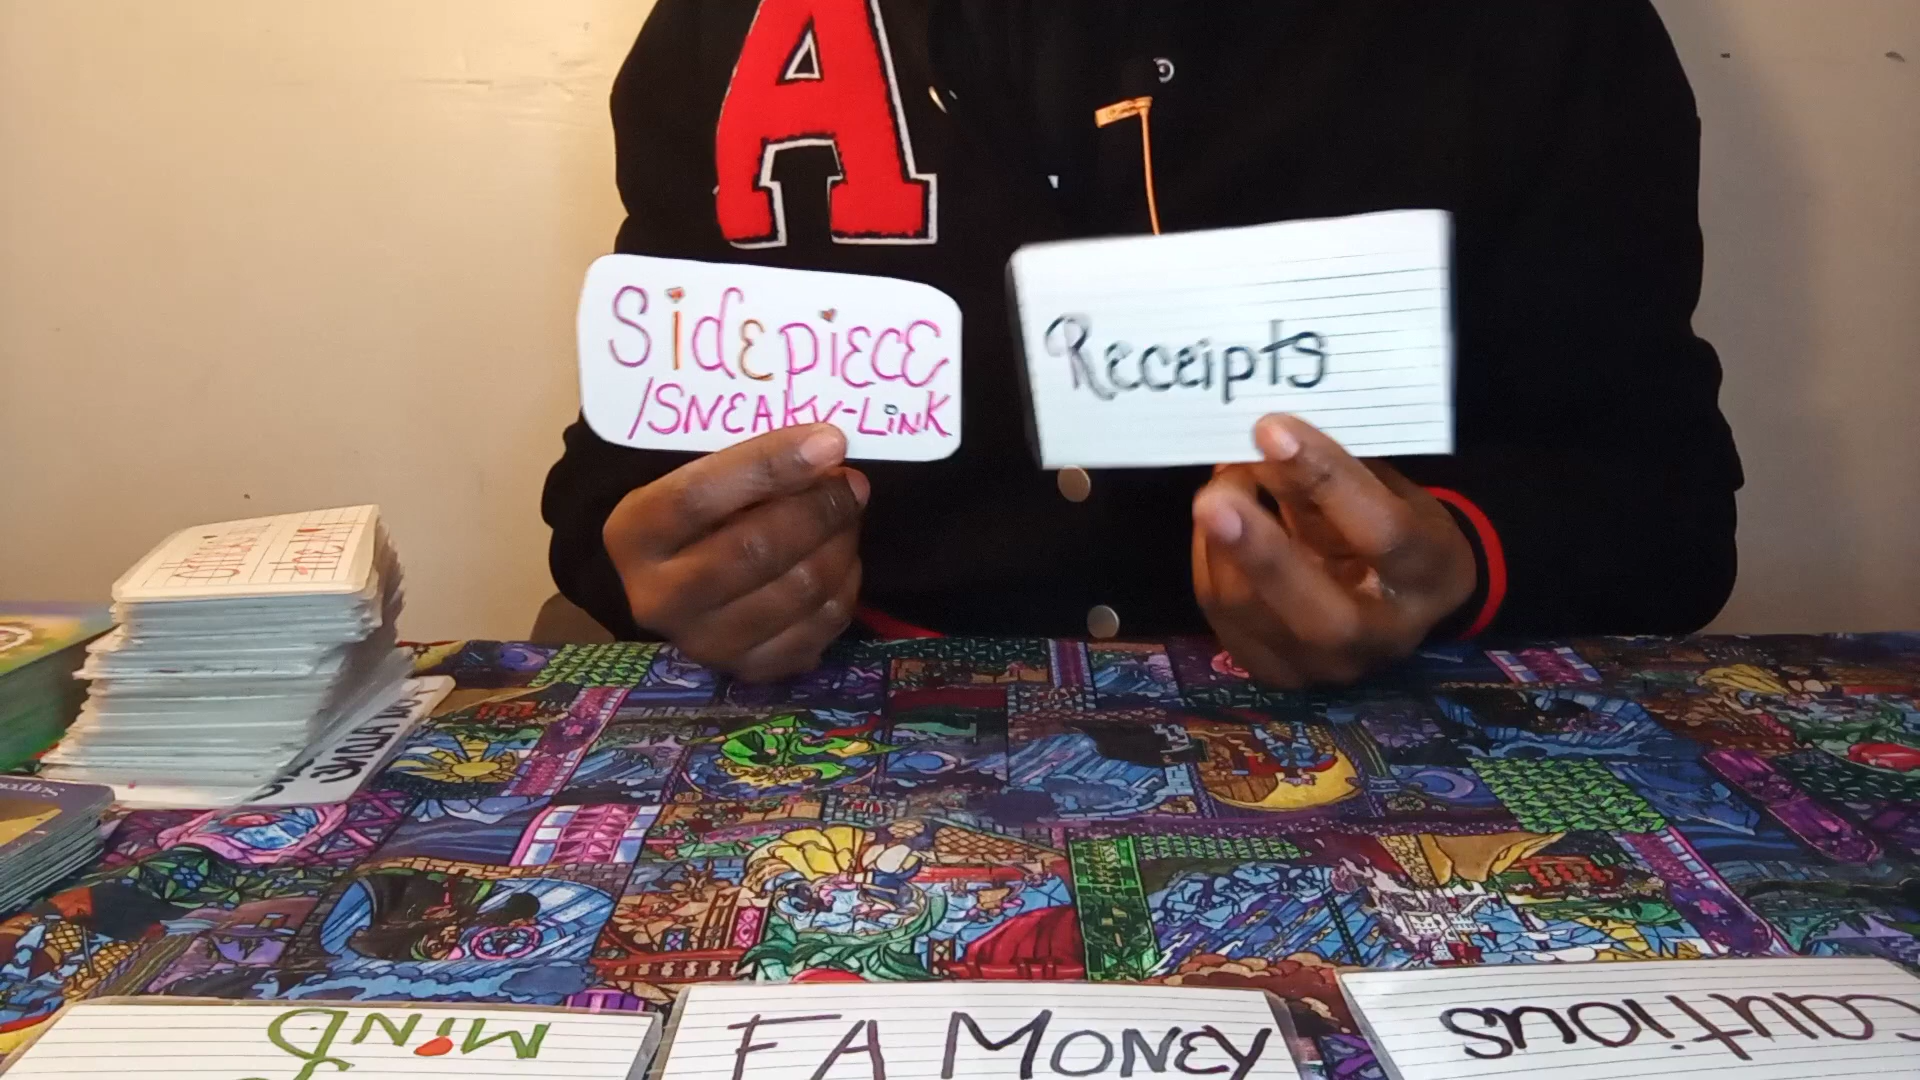 A
Sidepiece
/SNEAKY-LiNK
Receipts
MiND
FA MONEY
CAUTiOUS